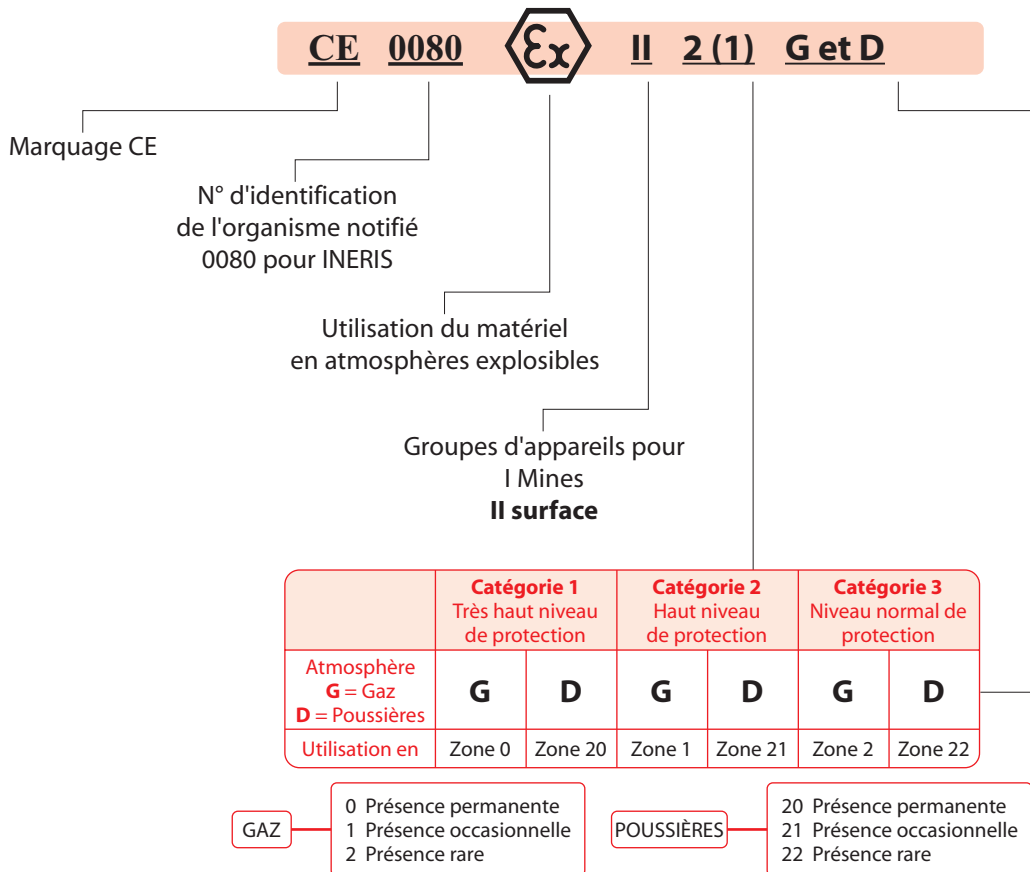 CE 0080 Ex II 2 (1) G et D
Marquage CE
N° d'identification
de l'organisme notifié
0080 pour INERIS
Utilisation du matériel
en atmosphères explosibles
Groupes d'appareils pour
I Mines
II surface
Catégorie 1 Catégorie 2 Catégorie 3
Très haut niveau Haut niveau Niveau normal de
de protection de protection protection
Atmosphère
G = Gaz
D = Poussières
G D G D G D
Utilisation en Zone 0 Zone 20 Zone 1 Zone 21 Zone 2 Zone 22
GAZ
0 Présence permanente
1 Présence occasionnelle
2 Présence rare
POUSSIÈRES
20 Présence permanente
21 Présence occasionnelle
22 Présence rare